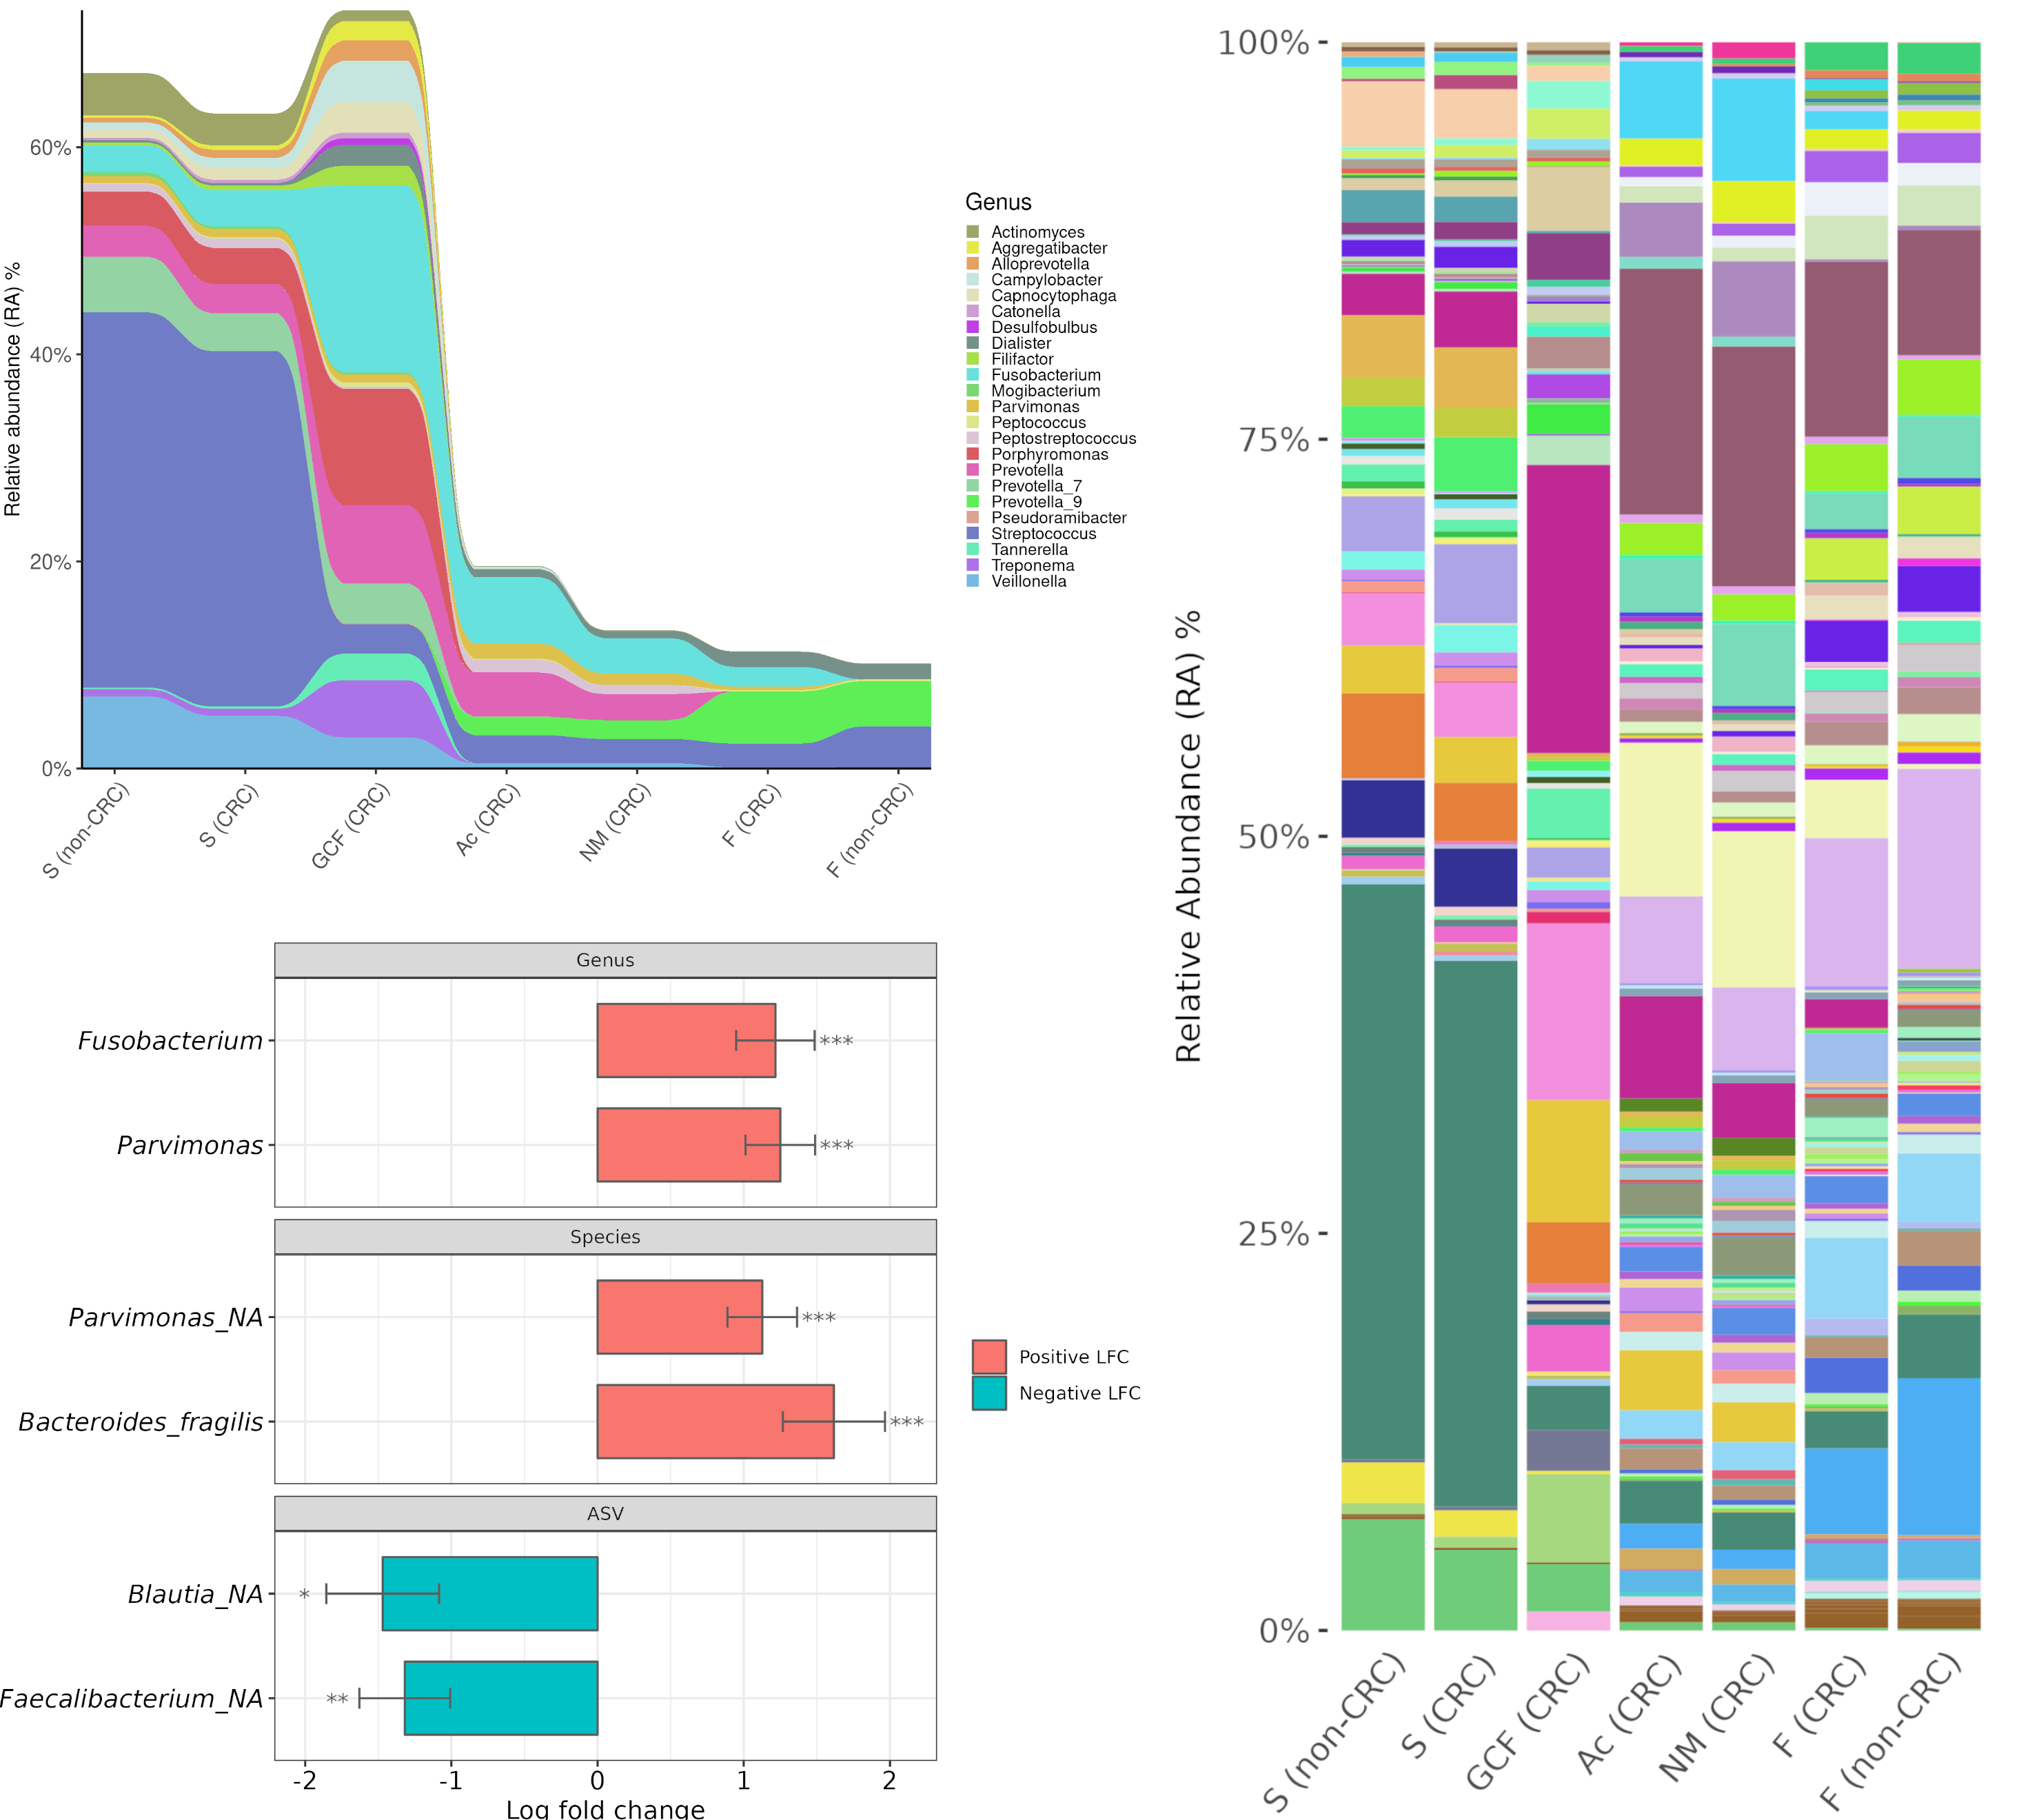 Relative abundance (RA) %
60%
40%
20%
0%
S (non-CRC)
S (CRC)
GCF (CRC)
Ac (CRC)
NM (CRC)
F (CRC)
F (non-CRC)
Genus
Actinomyces
Aggregatibacter
Alloprevotella
Campylobacter
Capnocytophaga
Catonella
Desulfobulbus
Dialister
Filifactor
Fusobacterium
Mogibacterium
Parvimonas
Peptococcus
Peptostreptococcus
Porphyromonas
Prevotella
Prevotella_7
Prevotella_9
Pseudoramibacter
Streptococcus
Tannerella
Treponema
Veillonella
Genus
Fusobacterium
***
Parvimonas
***
Species
Parvimonas_NA
***
Bacteroides_fragilis
***
ASV
Blautia_NA
*
Faecalibacterium_NA
**
-2
-1
0
1
2
Log fold change
Positive LFC
Negative LFC
Relative Abundance (RA) %
100%
75%
50%
25%
0%
S (non-CRC)
S (CRC)
GCF (CRC)
Ac (CRC)
NM (CRC)
F (CRC)
F (non-CRC)